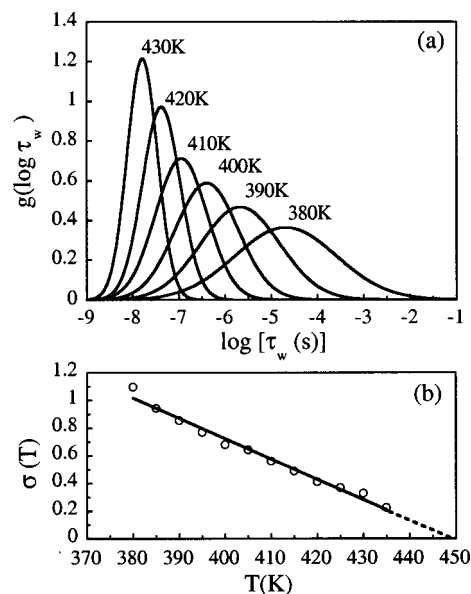 (a)
1.4
1.2
1
0.8
0.6
0.4
0.2
0
g(log τw)
430K
420K
410K
400K
390K
380K
-9 -8 -7 -6 -5 -4 -3 -2 -1
log [τw (s)]
(b)
1.2
1
0.8
0.6
0.4
0.2
0
σ(T)
370 380 390 400 410 420 430 440 450
T(K)